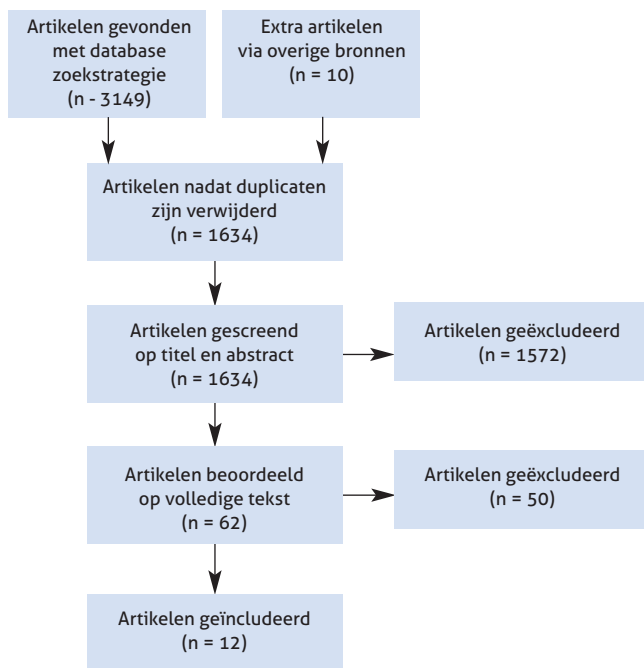 Artikelen gevonden
met database
zoekstrategie
(n - 3149)
Extra artikelen
via overige bronnen
(n = 10)
Artikelen nadat duplicaten
zijn verwijderd
(n = 1634)
Artikelen gescreend
op titel en abstract
(n = 1634)
Artikelen geëxcludeerd
(n = 1572)
Artikelen beoordeeld
op volledige tekst
(n = 62)
Artikelen geëxcludeerd
(n = 50)
Artikelen geïncludeerd
(n = 12)